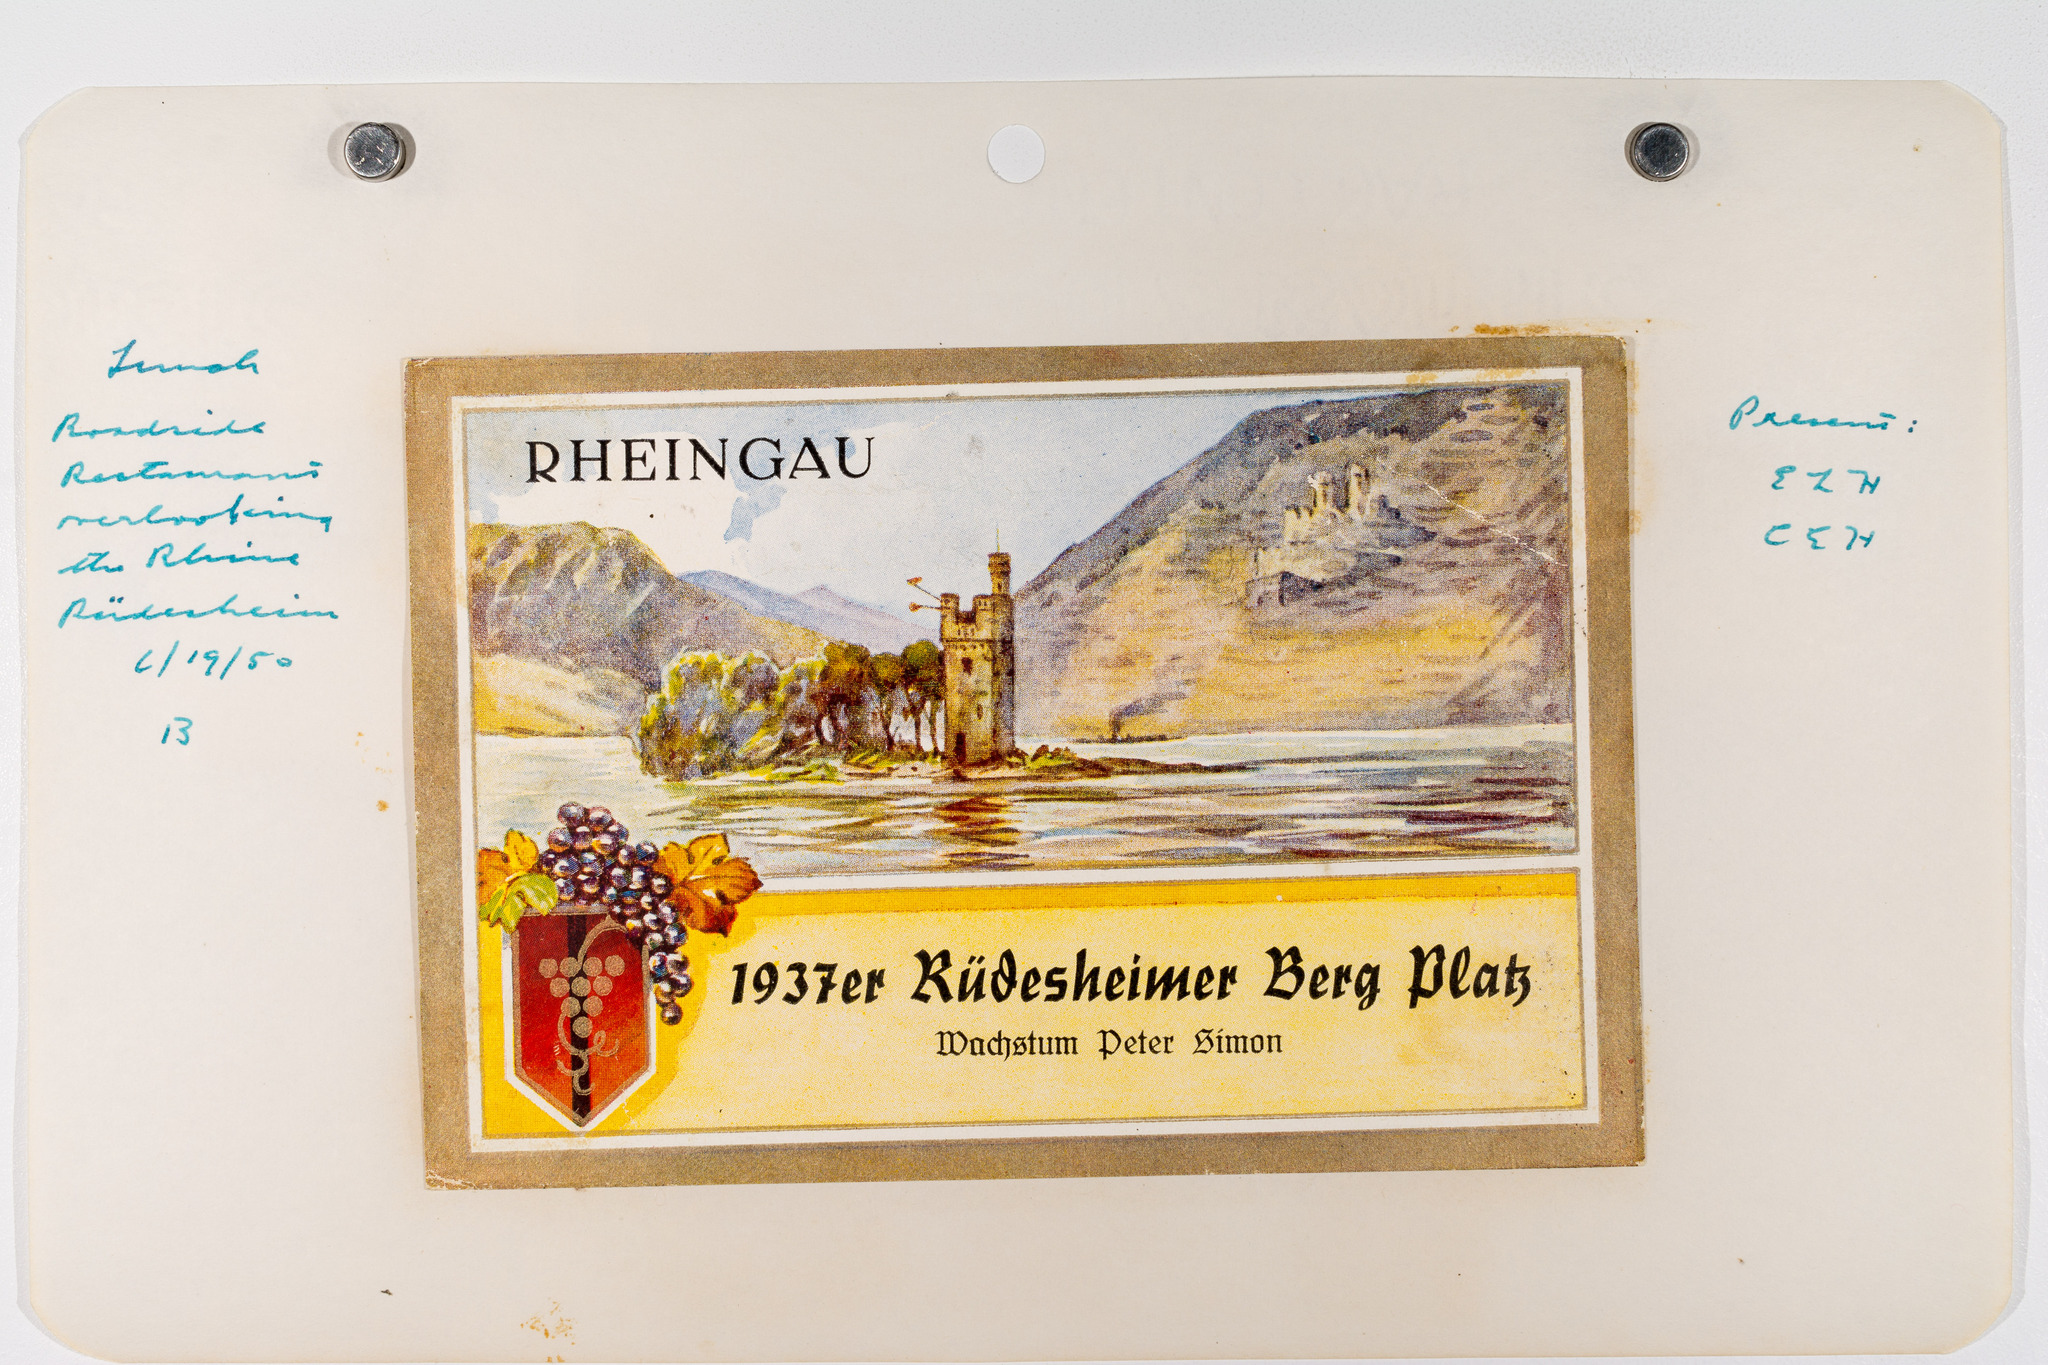 Lunch
Roadside
Restaurant
overlooking
the Rhine
Rüdesheim
6/19/50
B
RHEINGAU
1937er Rüdesheimer Berg Platz
Wachstum Peter Simon
Present:
EZH
CEH